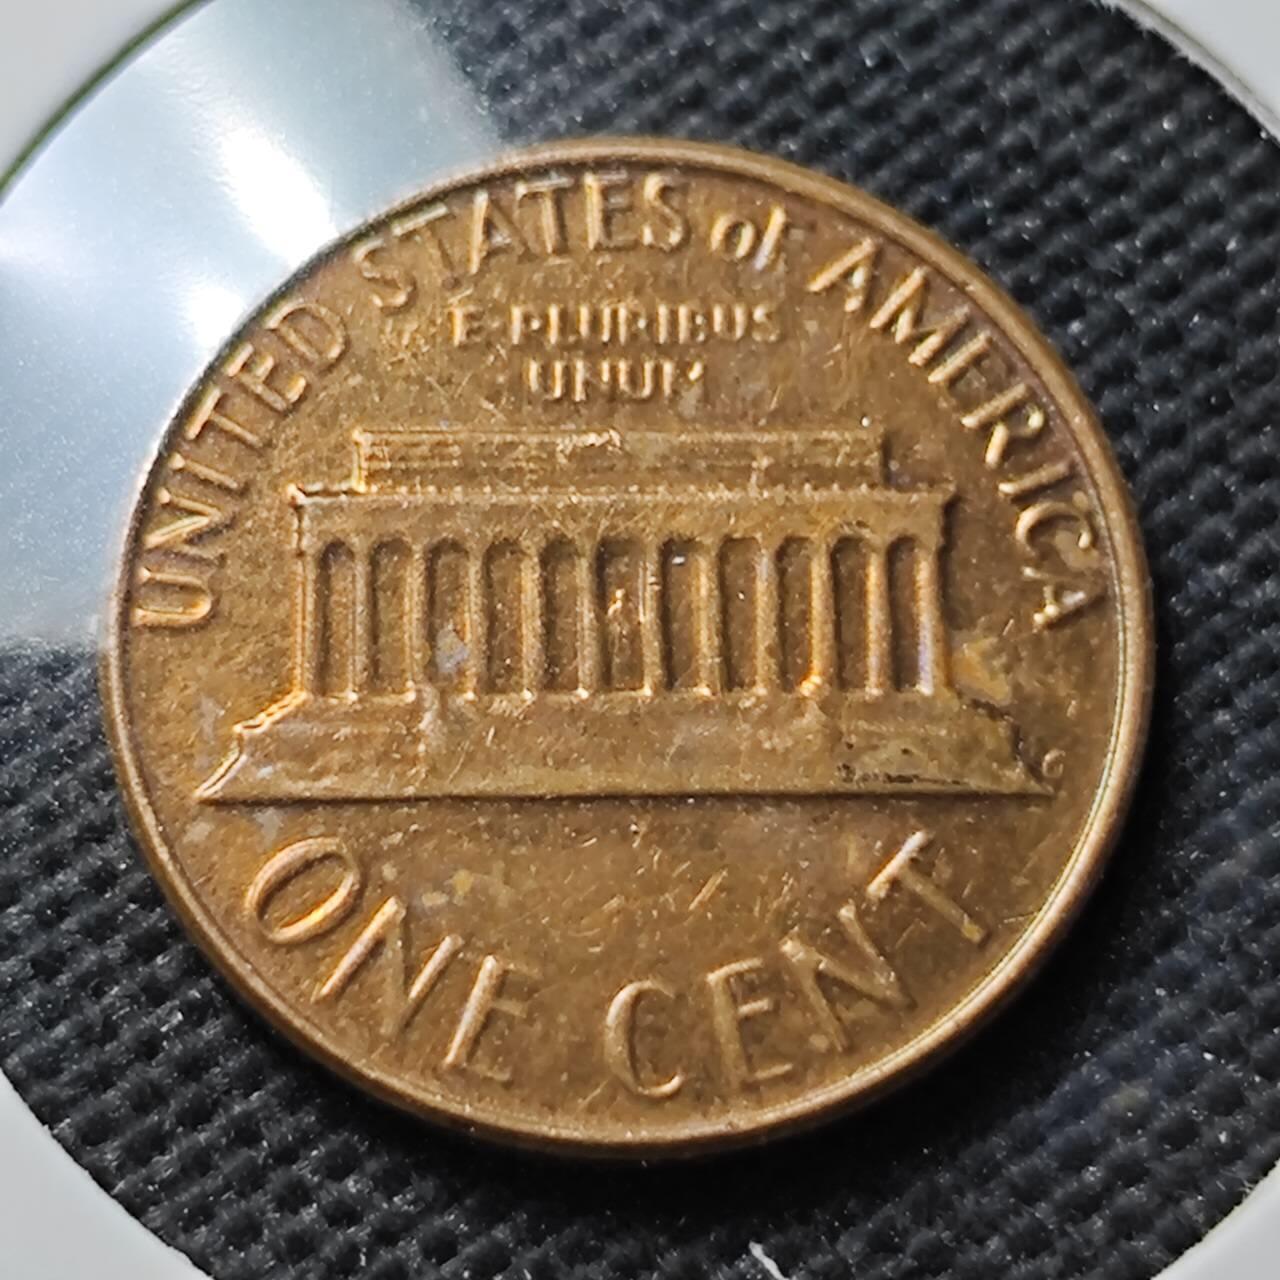 UNITED STATES of AMERICA
E·PLURIBUS
UNUM
ONE CENT